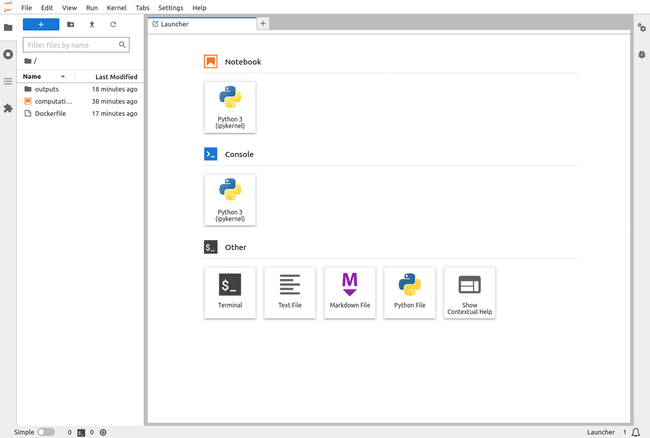 File Edit View Run Kernel Tabs Settings Help
Launcher
Filter files by name
/
Name Last Modified
outputs 18 minutes ago
computati... 38 minutes ago
Dockerfile 17 minutes ago
Notebook
Python 3
(ipykernel)
Console
Python 3
(ipykernel)
$_ Other
$_
M
Terminal Text File Markdown File Python File Show
Contextual Help
Simple 0 0 Launcher 1